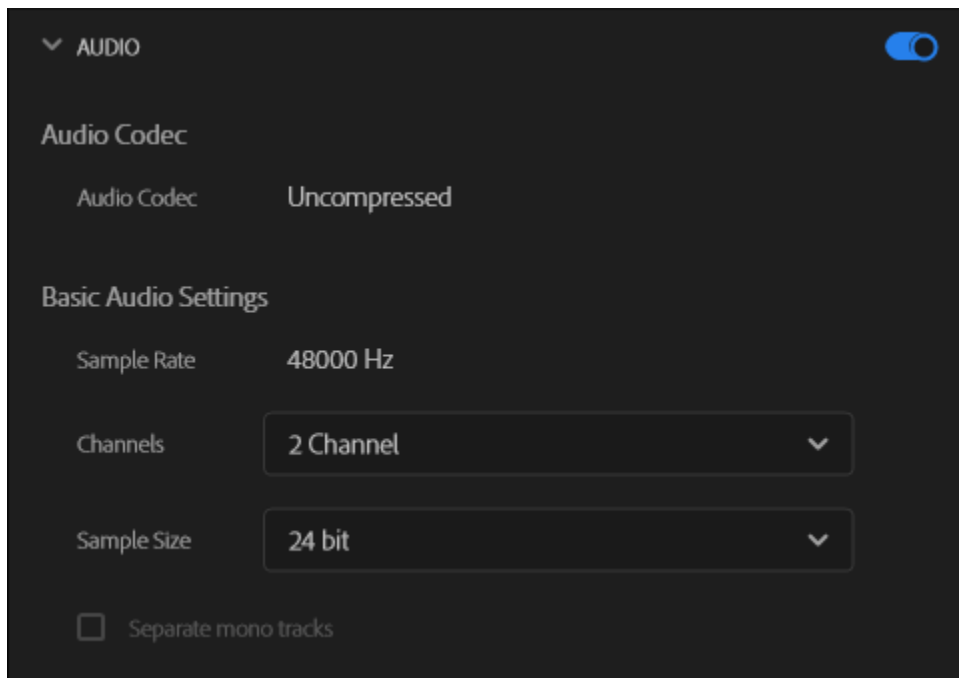 AUDIO
Audio Codec
Audio Codec Uncompressed
Basic Audio Settings
Sample Rate 48000 Hz
Channels 2 Channel
Sample Size 24 bit
Separate mono tracks